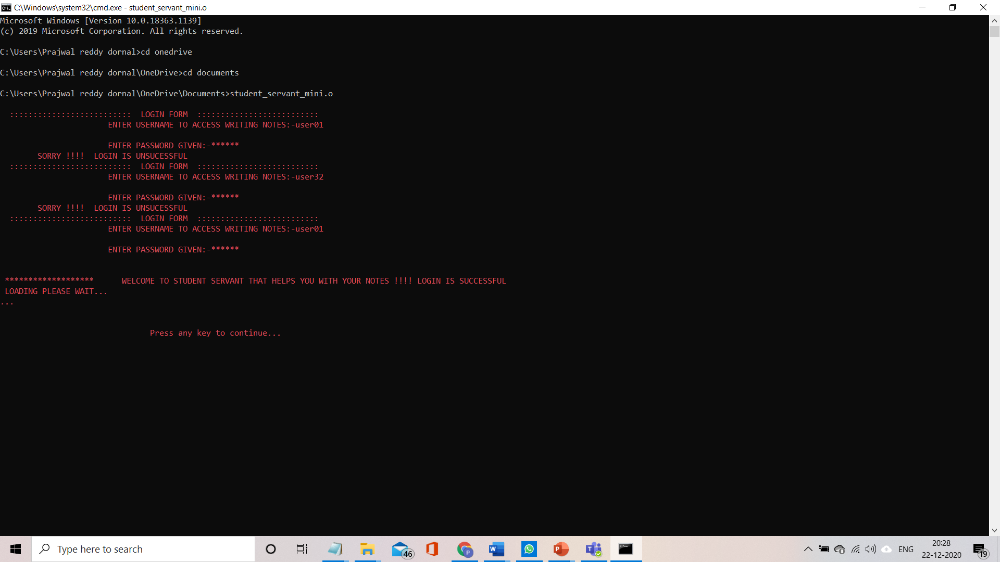 C:\Windows\system32\cmd.exe - student_servant_mini.o
Microsoft Windows [Version 10.0.18363.1139]
(c) 2019 Microsoft Corporation. All rights reserved.
C:\Users\Prajwal reddy dornal>cd onedrive
C:\Users\Prajwal reddy dornal\OneDrive>cd documents
C:\Users\Prajwal reddy dornal\OneDrive\Documents>student_servant_mini.o
:::::::::::::::::::::::::: LOGIN FORM ::::::::::::::::::::::::::
ENTER USERNAME TO ACCESS WRITING NOTES:-user01
ENTER PASSWORD GIVEN:-******
SORRY !!!! LOGIN IS UNSUCESSFUL
:::::::::::::::::::::::::: LOGIN FORM ::::::::::::::::::::::::::
ENTER USERNAME TO ACCESS WRITING NOTES:-user32
ENTER PASSWORD GIVEN:-******
SORRY !!!! LOGIN IS UNSUCESSFUL
:::::::::::::::::::::::::: LOGIN FORM ::::::::::::::::::::::::::
ENTER USERNAME TO ACCESS WRITING NOTES:-user01
ENTER PASSWORD GIVEN:-******
******************* WELCOME TO STUDENT SERVANT THAT HELPS YOU WITH YOUR NOTES !!!! LOGIN IS SUCCESSFUL
LOADING PLEASE WAIT...
...
Press any key to continue...
Type here to search
46
P
W
P
T
ENG
20:28
22-12-2020
19